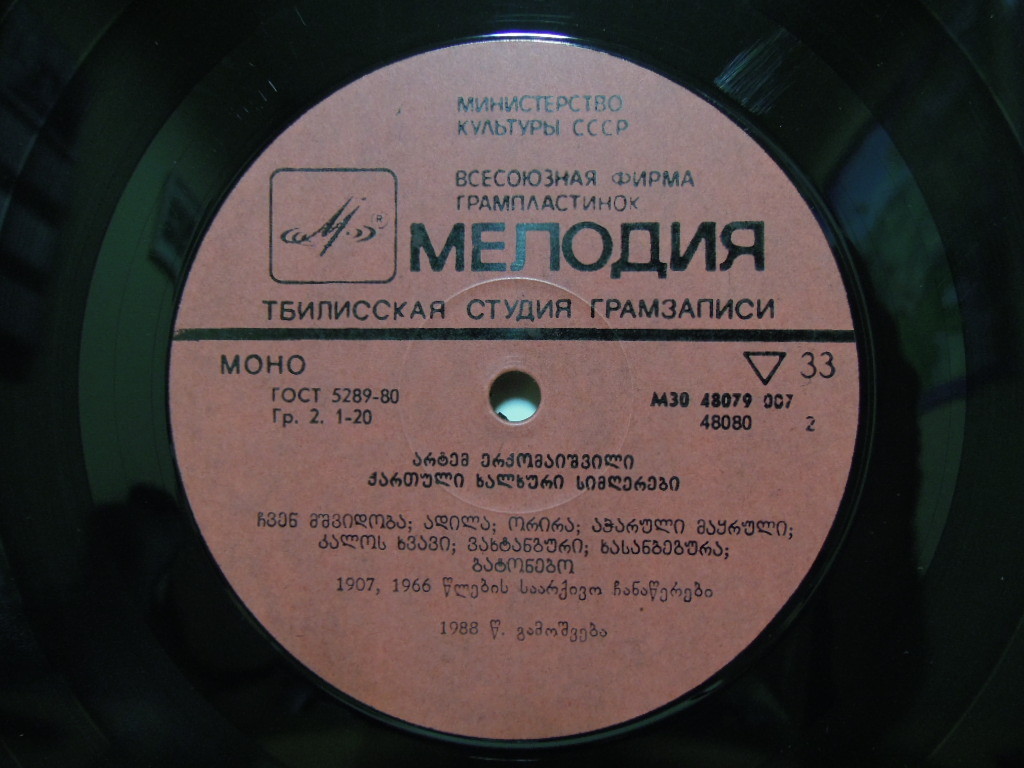 МИНИСТЕРСТВО
КУЛЬТУРЫ СССР
ВСЕСОЮЗНАЯ ФИРМА
ГРАМПЛАСТИНОК
®
МЕЛОДИЯ
ТБИЛИССКАЯ СТУДИЯ ГРАМЗАПИСИ
МОНО
33
ГОСТ 5289-80
М30 48079 007
Гр. 2. 1-20
48080 2
ართემ ერქომაიშვილი
ქართული ხალხური სიმღერები
ჩვენ მშვიდობა; ადილა; ორირა; აჭარული მაყრული;
კალოს ხვავი; ვახტანგური; ხასანბეგურა;
ბატონებო
1907, 1966 წლების საარქივო ჩანაწერები
1988 წ. გამოშვება